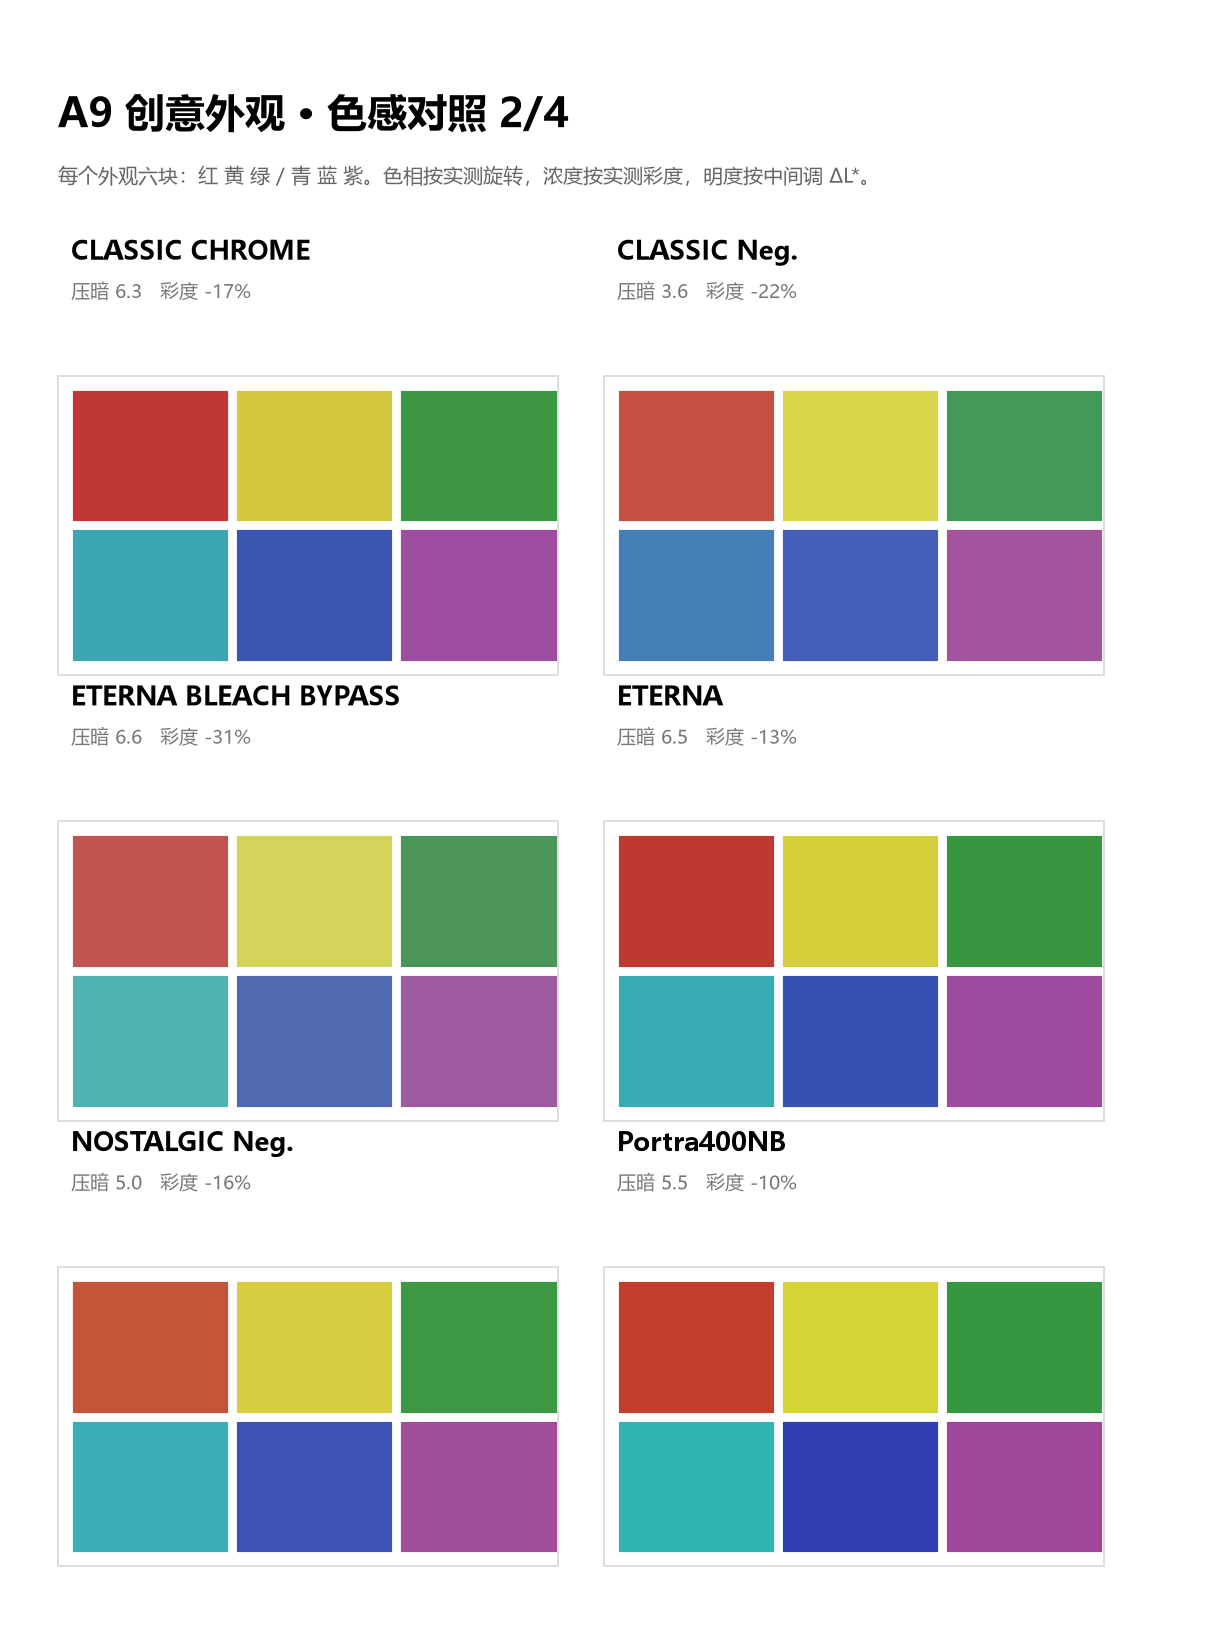 A9 创意外观 • 色感对照 2/4
每个外观六块：红 黄 绿 / 青 蓝 紫。色相按实测旋转，浓度按实测彩度，明度按中间调 ΔL*。
CLASSIC CHROME
压暗 6.3 彩度 -17%
CLASSIC Neg.
压暗 3.6 彩度 -22%
ETERNA BLEACH BYPASS
压暗 6.6 彩度 -31%
ETERNA
压暗 6.5 彩度 -13%
NOSTALGIC Neg.
压暗 5.0 彩度 -16%
Portra400NB
压暗 5.5 彩度 -10%